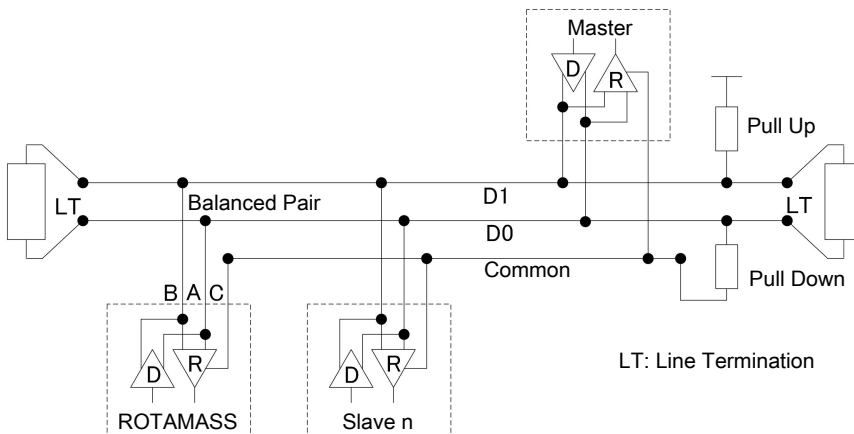 Master
D
R
Pull Up
LT
Balanced Pair
D1
LT
D0
Common
Pull Down
B A C
D
R
D
R
LT: Line Termination
ROTAMASS
Slave n